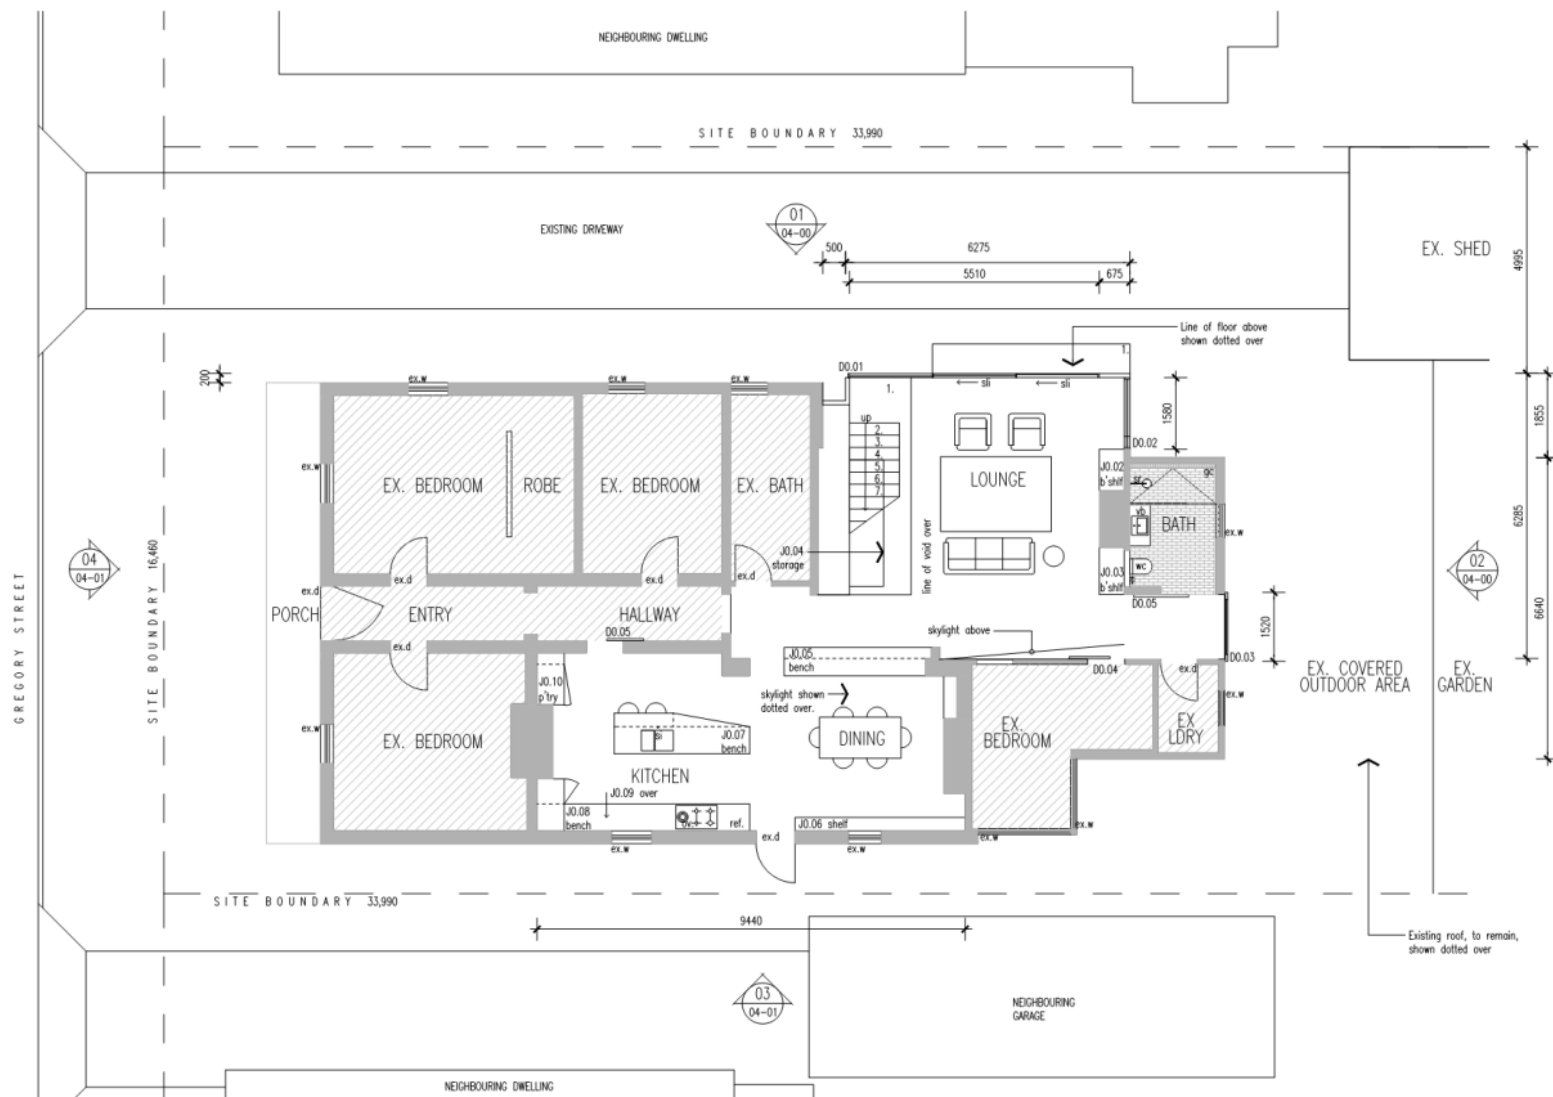 NEIGHBOURING DWELLING
SITE BOUNDARY 33,990
EXISTING DRIVEWAY
01
04-00
500
6275
5510
675
EX. SHED
4995
Line of floor above
shown dotted over
1.
200
ex.w
ex.w
ex.w
D0.01
sli
sli
1.
up
2.
3.
4.
5.
6.
7.
1580
1855
D0.02
ex.w
EX. BEDROOM
ROBE
EX. BEDROOM
EX. BATH
LOUNGE
J0.02
b'shlf
sr
gc
vb
BATH
ex.w
6285
04
04-01
SITE BOUNDARY 16,460
GREGORY STREET
J0.04
storage
line of void over
J0.03
b'shlf
WC
02
04-00
ex.d
ex.d
ex.d
ex.d
D0.05
PORCH
ENTRY
HALLWAY
D0.05
skylight above
1520
6640
ex.d
J0.05
bench
D0.04
ex.d
D0.03
EX. COVERED
OUTDOOR AREA
EX.
GARDEN
J0.10
p'try
skylight shown
dotted over.
ex.w
ex.w
EX. BEDROOM
si
J0.07
bench
DINING
EX.
BEDROOM
EX
LDRY
KITCHEN
J0.09 over
J0.08
bench
ov.
ref.
J0.06 shelf
ex.d
ex.w
ex.w
ex.w
ex.w
SITE BOUNDARY 33,990
9440
Existing roof, to remain,
shown dotted over
03
04-01
NEIGHBOURING
GARAGE
NEIGHBOURING DWELLING